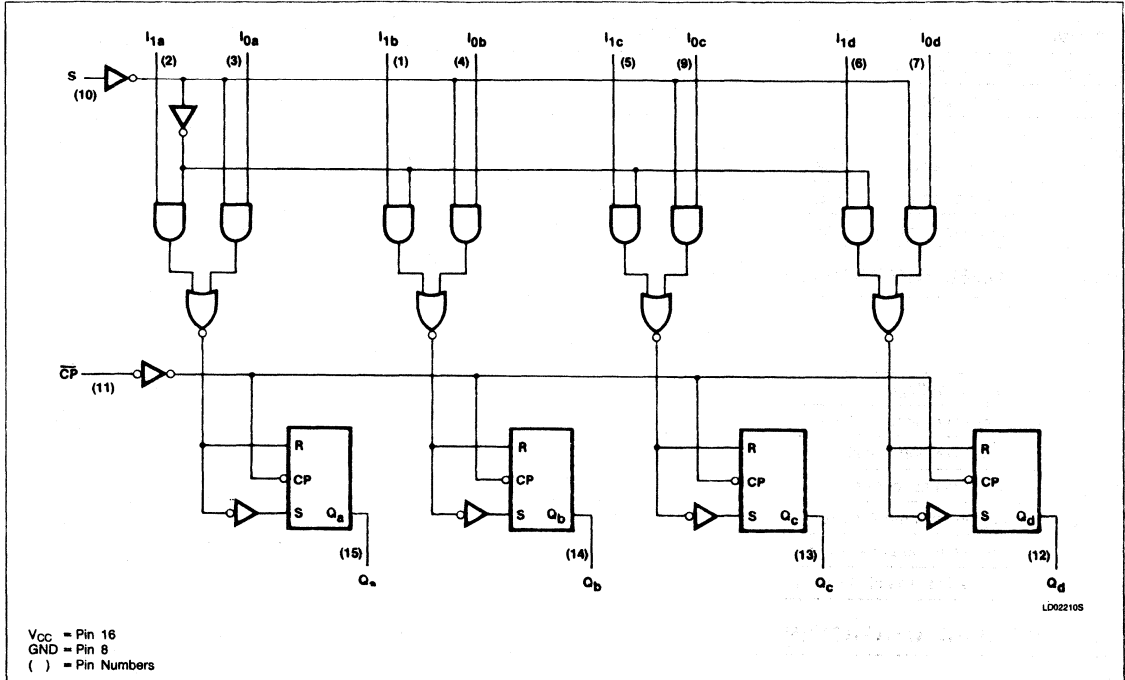 I1a I0a I1b I0b I1c I0c I1d I0d
(2) (3) (1) (4) (5) (9) (6) (7)
S
(10)
C̅P̅
(11)
R R R R
CP CP CP CP
S Qa S Qb S Qc S Qd
(15) (14) (13) (12)
Qa Qb Qc Qd
LD02210S
VCC = Pin 16
GND = Pin 8
( ) = Pin Numbers